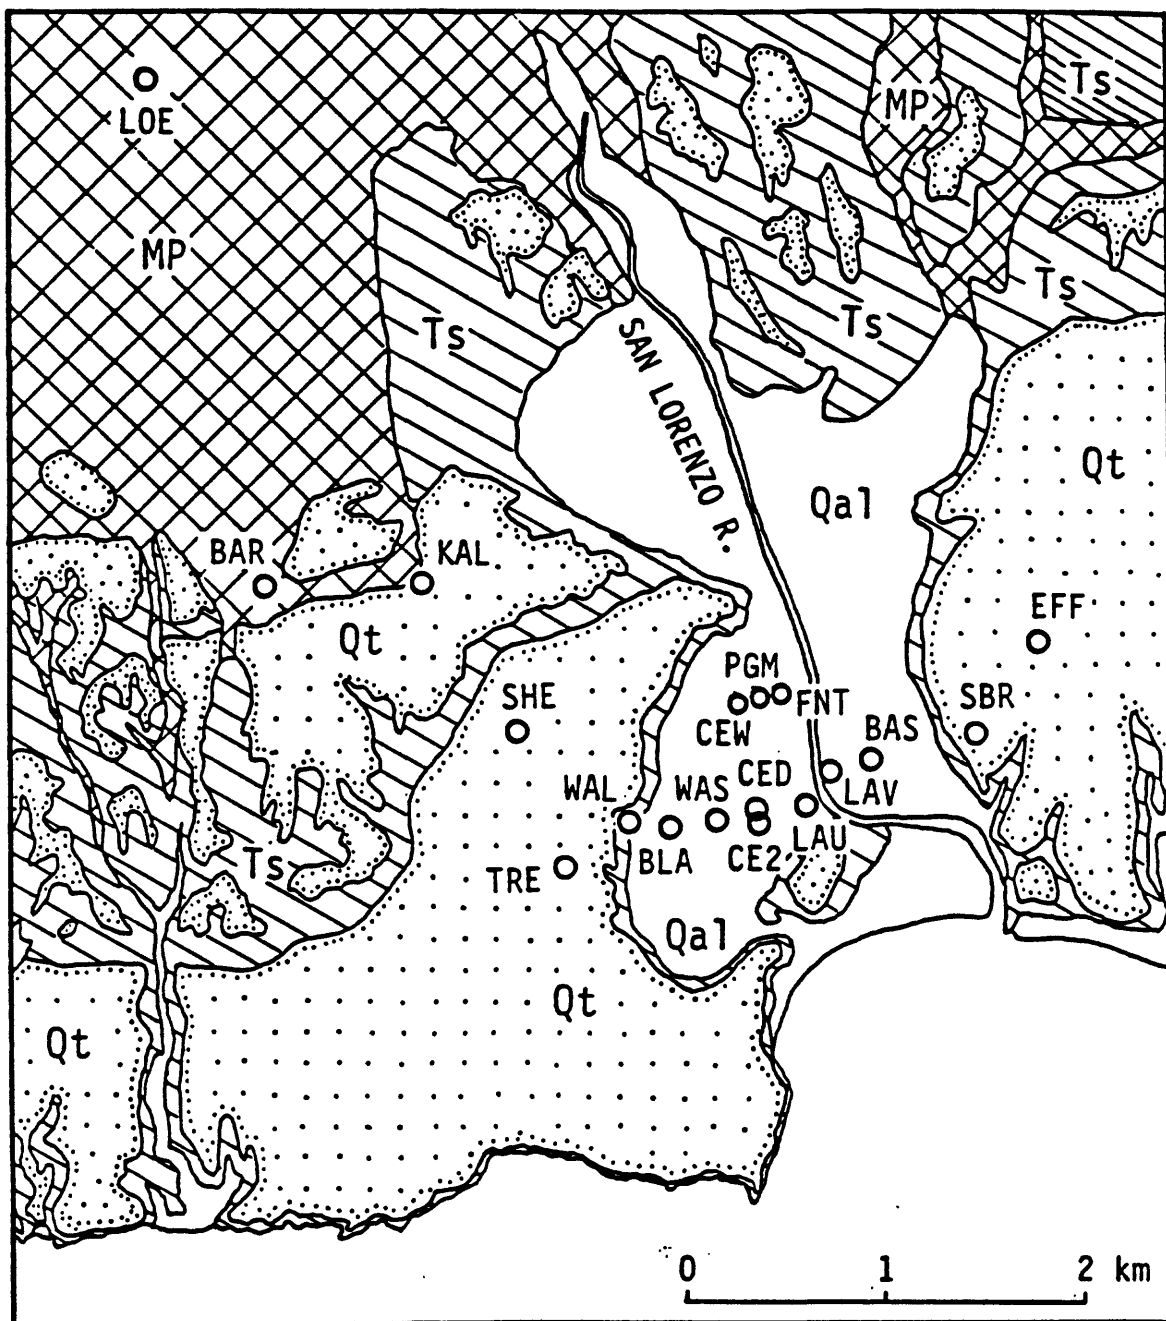 Ts
MP
LOE
MP
Ts
Ts
Ts
SAN LORENZO R.
Qt
Qal
BAR
KAL
EFF
Qt
PGM
SHE
FNT
SBR
CEW
BAS
WAL
WAS
CED
LAV
LAU
Ts
BLA
CE2
TRE
Qal
Qt
Qt
0 1 2 km